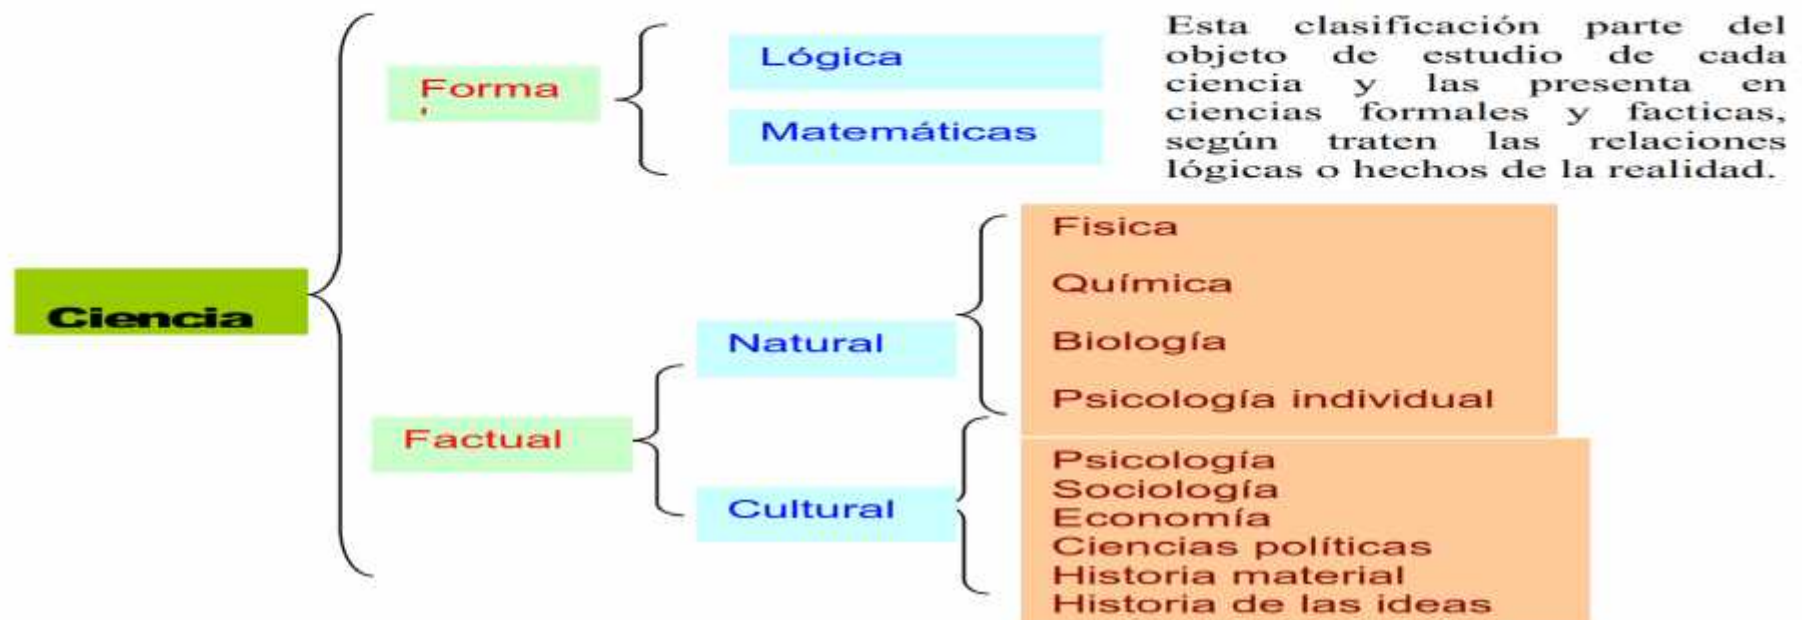 Esta clasificación parte del
objeto de estudio de cada
ciencia y las presenta en
ciencias formales y facticas,
según traten las relaciones
lógicas o hechos de la realidad.
Ciencia
Forma
Lógica
Matemáticas
Factual
Natural
Fisica
Química
Biología
Psicología individual
Cultural
Psicología
Sociología
Economía
Ciencias políticas
Historia material
Historia de las ideas